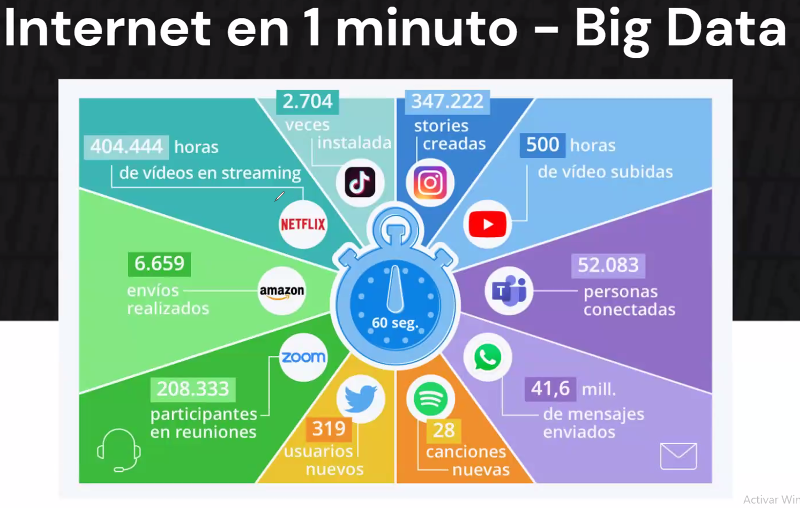 Internet en 1 minuto - Big Data
2.704
veces
instalada
347.222
stories
creadas
404.444 horas
de vídeos en streaming
NETFLIX
500 horas
de vídeo subidas
6.659
envíos
realizados
amazon
52.083
personas
conectadas
T
60 seg.
zoom
208.333
participantes
en reuniones
41,6 mill.
de mensajes
enviados
319
usuarios
nuevos
28
canciones
nuevas
Activar Win